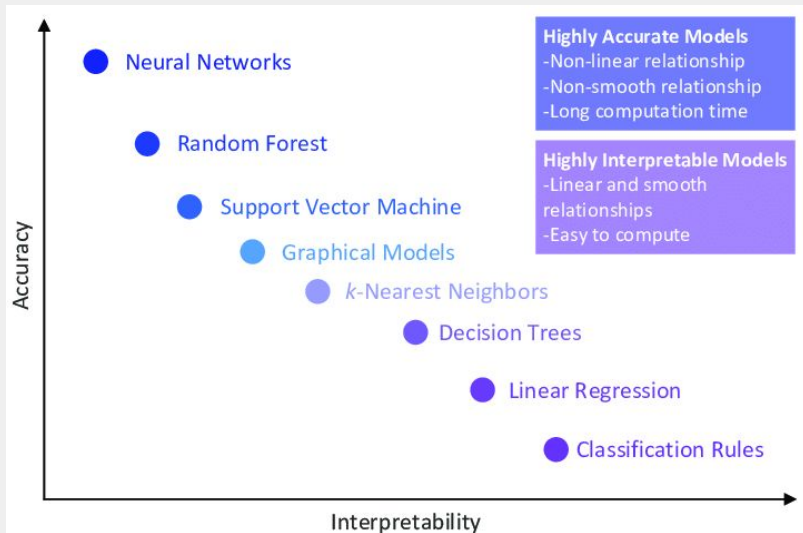 Highly Accurate Models
-Non-linear relationship
-Non-smooth relationship
-Long computation time
Highly Interpretable Models
-Linear and smooth
relationships
-Easy to compute
Neural Networks
Random Forest
Support Vector Machine
Graphical Models
k-Nearest Neighbors
Decision Trees
Linear Regression
Classification Rules
Accuracy
Interpretability